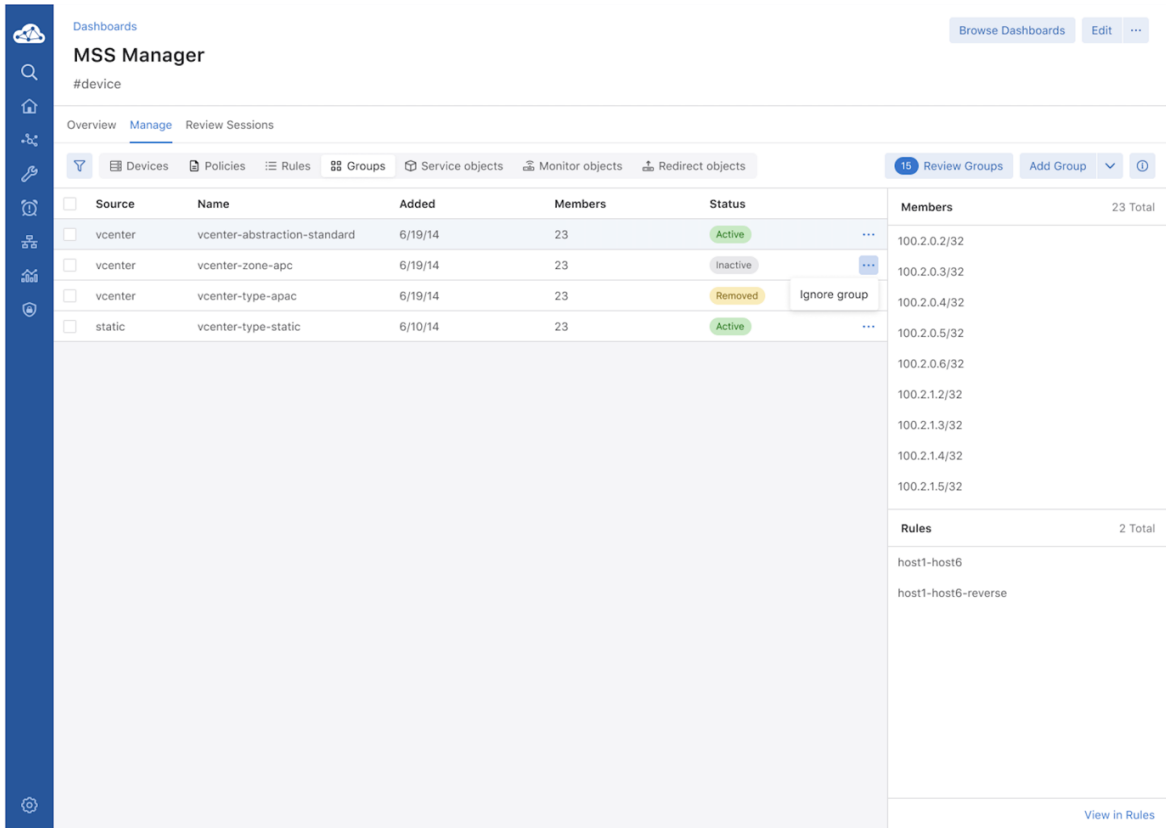 Dashboards
Browse Dashboards Edit ...
MSS Manager
#device
Overview Manage Review Sessions
Devices Policies Rules Groups Service objects Monitor objects Redirect objects 15 Review Groups Add Group
Source Name Added Members Status
vcenter vcenter-abstraction-standard 6/19/14 23 Active ...
vcenter vcenter-zone-apc 6/19/14 23 Inactive ...
vcenter vcenter-type-apac 6/19/14 23 Removed
Ignore group
static vcenter-type-static 6/10/14 23 Active ...
Members 23 Total
100.2.0.2/32
100.2.0.3/32
100.2.0.4/32
100.2.0.5/32
100.2.0.6/32
100.2.1.2/32
100.2.1.3/32
100.2.1.4/32
100.2.1.5/32
Rules 2 Total
host1-host6
host1-host6-reverse
View in Rules